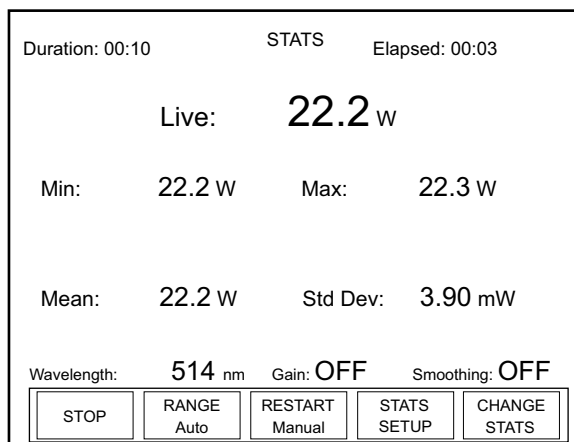 STATS
Duration: 00:10 Elapsed: 00:03
Live: 22.2 W
Min: 22.2 W Max: 22.3 W
Mean: 22.2 W Std Dev: 3.90 mW
Wavelength: 514 nm Gain: OFF Smoothing: OFF
STOP
RANGE
Auto
RESTART
Manual
STATS
SETUP
CHANGE
STATS